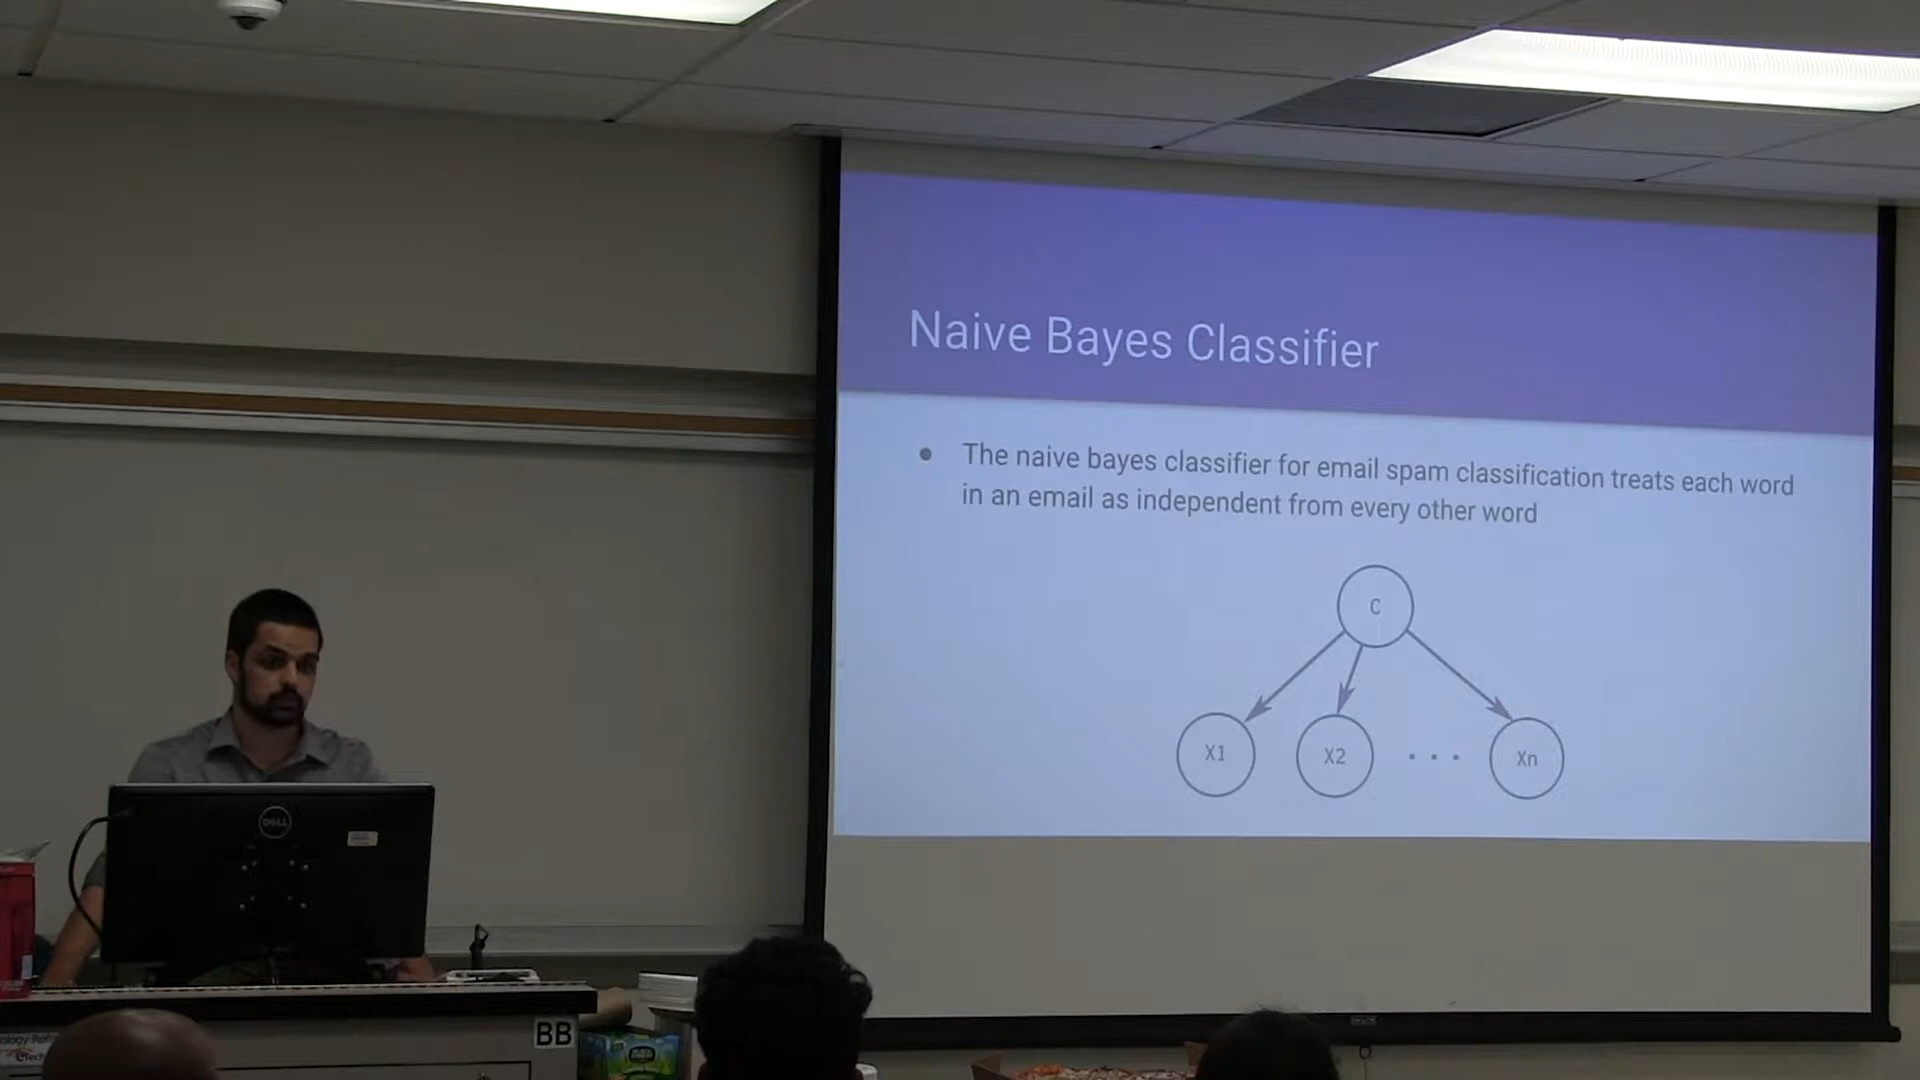 Naive Bayes Classifier
• The naive bayes classifier for email spam classification treats each word
in an email as independent from every other word
C
X1 X2 . . . Xn
DELL
BB